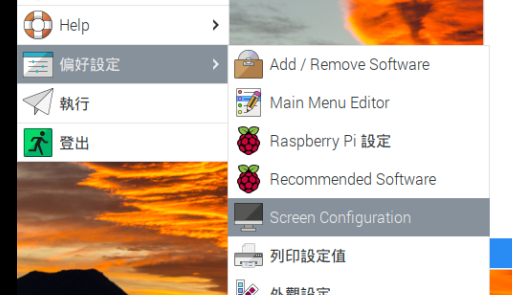 Help
偏好設定
執行
登出
Add / Remove Software
Main Menu Editor
Raspberry Pi 設定
Recommended Software
Screen Configuration
列印設定值
外觀設定